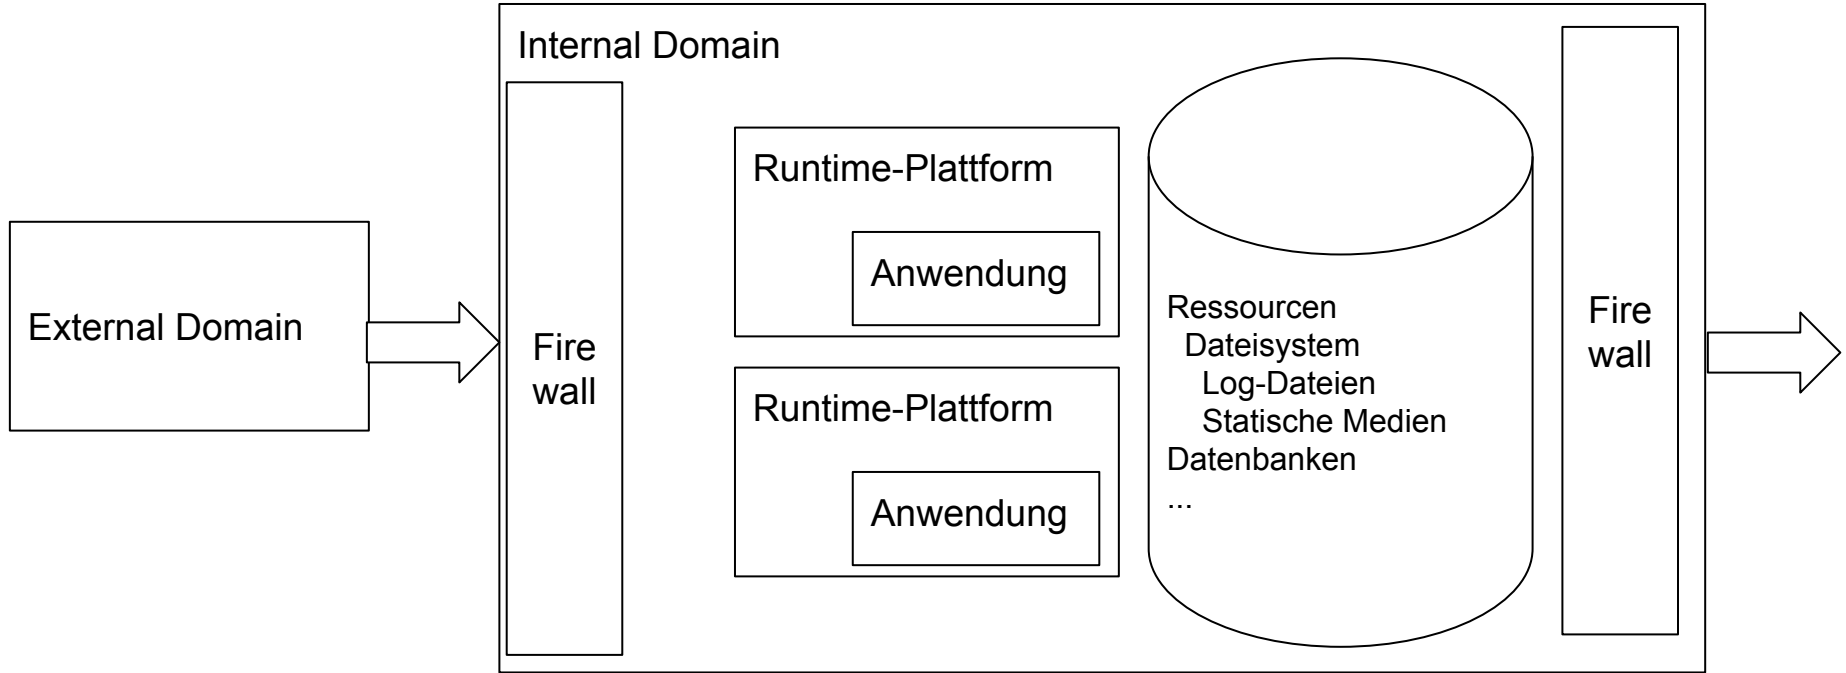 Internal Domain
External Domain
Fire
wall
Runtime-Plattform
Anwendung
Runtime-Plattform
Anwendung
Ressourcen
Dateisystem
Log-Dateien
Statische Medien
Datenbanken
...
Fire
wall